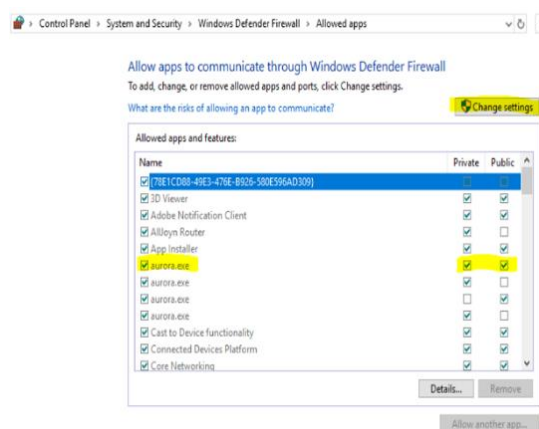 Control Panel > System and Security > Windows Defender Firewall > Allowed apps
Allow apps to communicate through Windows Defender Firewall
To add, change, or remove allowed apps and ports, click Change settings.
What are the risks of allowing an app to communicate?
Change settings
Allowed apps and features:
Name Private Public
{78E1CD88-49E3-476E-B926-580E596AD309}
3D Viewer
Adobe Notification Client
AllJoyn Router
App Installer
aurora.exe
aurora.exe
aurora.exe
aurora.exe
Cast to Device functionality
Connected Devices Platform
Core Networking
Details... Remove
Allow another app...